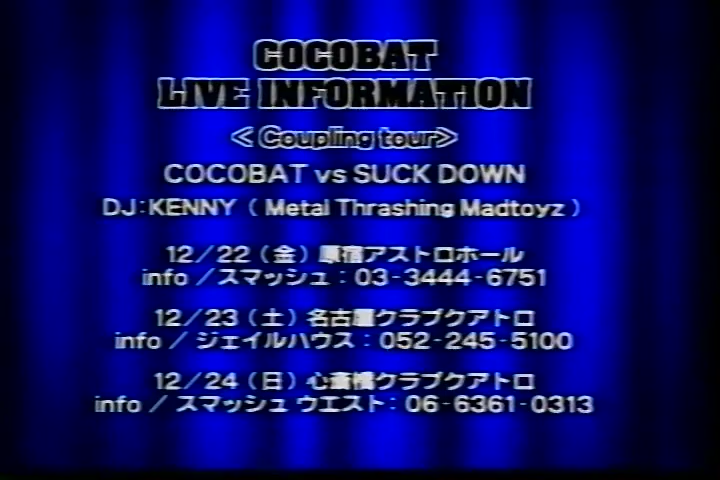 COCOBAT
LIVE INFORMATION
<Coupling tour>
COCOBAT vs SUCK DOWN
DJ:KENNY ( Metal Thrashing Madtoyz )
12/22(金)原宿アストロホール
info /スマッシュ:03-3444-6751
12/23(土)名古屋クラブクアトロ
info / ジェイルハウス:052-245-5100
12/24(日)心斎橋クラブクアトロ
info / スマッシュ ウエスト:06-6361-0313